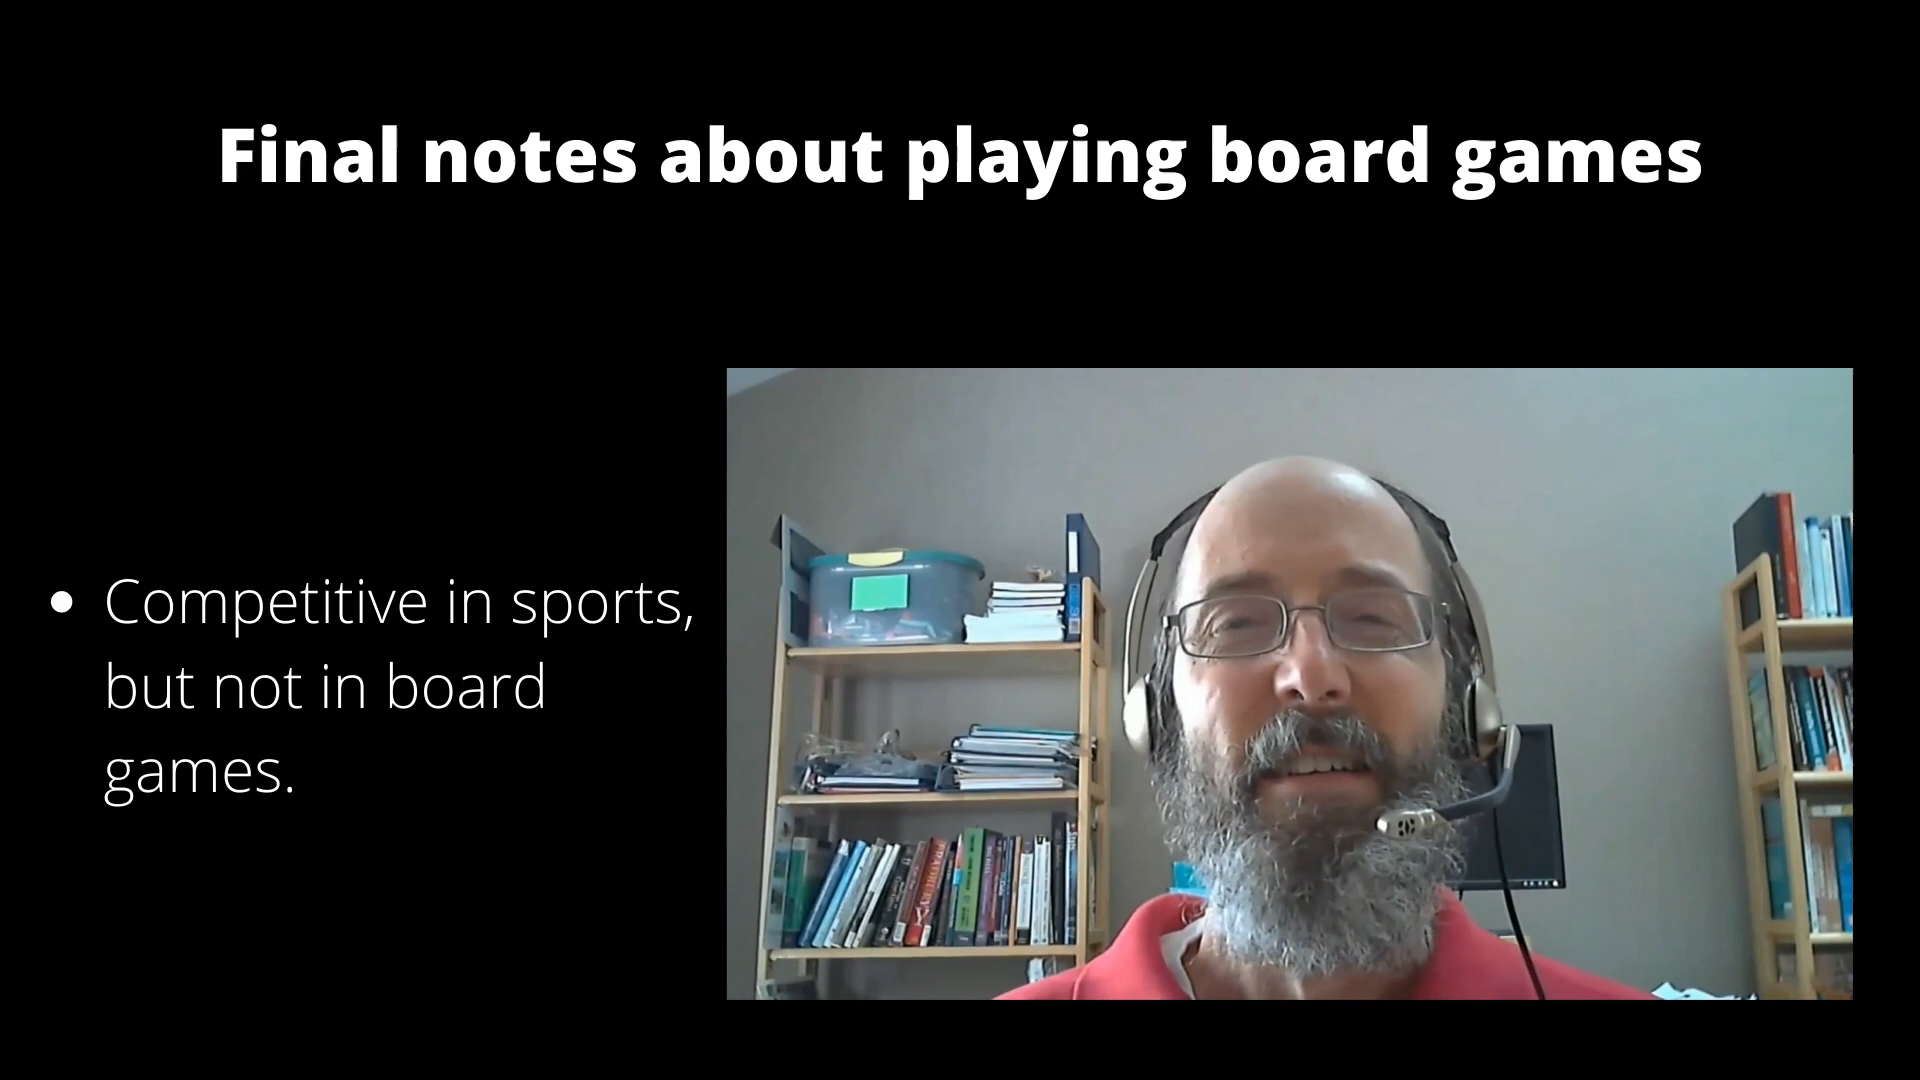 Final notes about playing board games
• Competitive in sports,
but not in board
games.